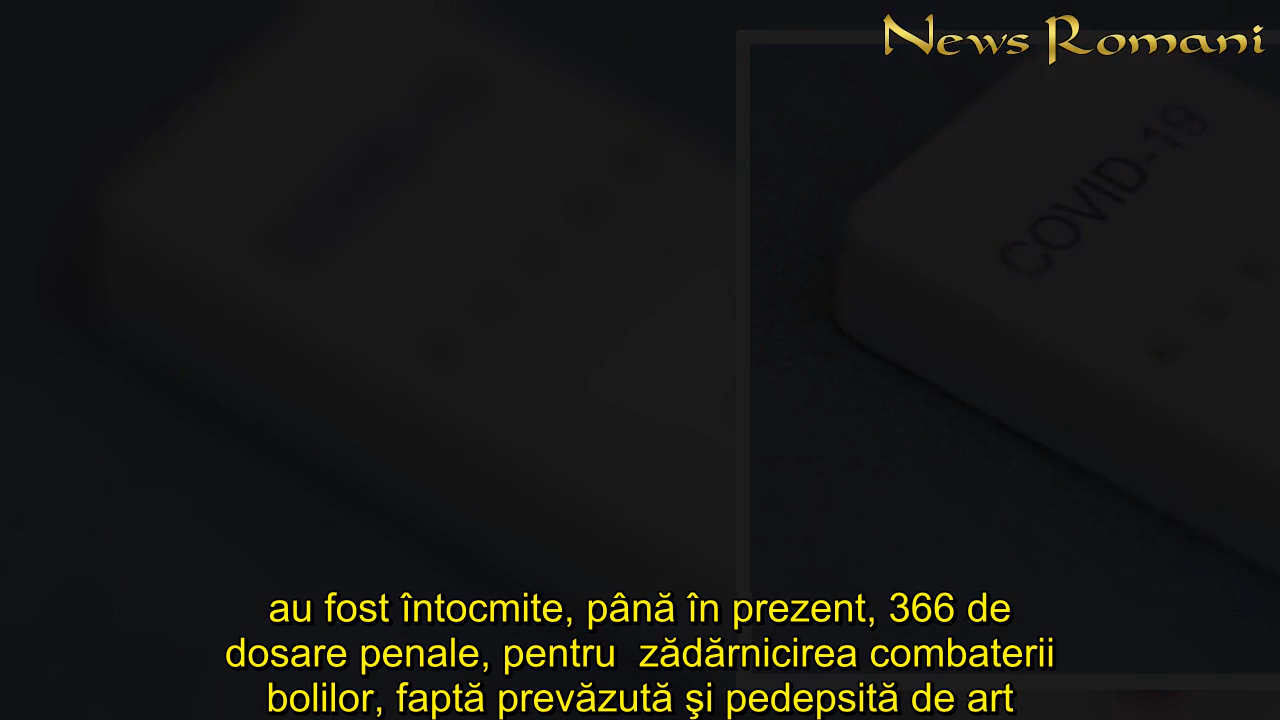 News Romani
COVID-19
au fost întocmite, până în prezent, 366 de
dosare penale, pentru  zădărnicirea combaterii
bolilor, faptă prevăzută şi pedepsită de art